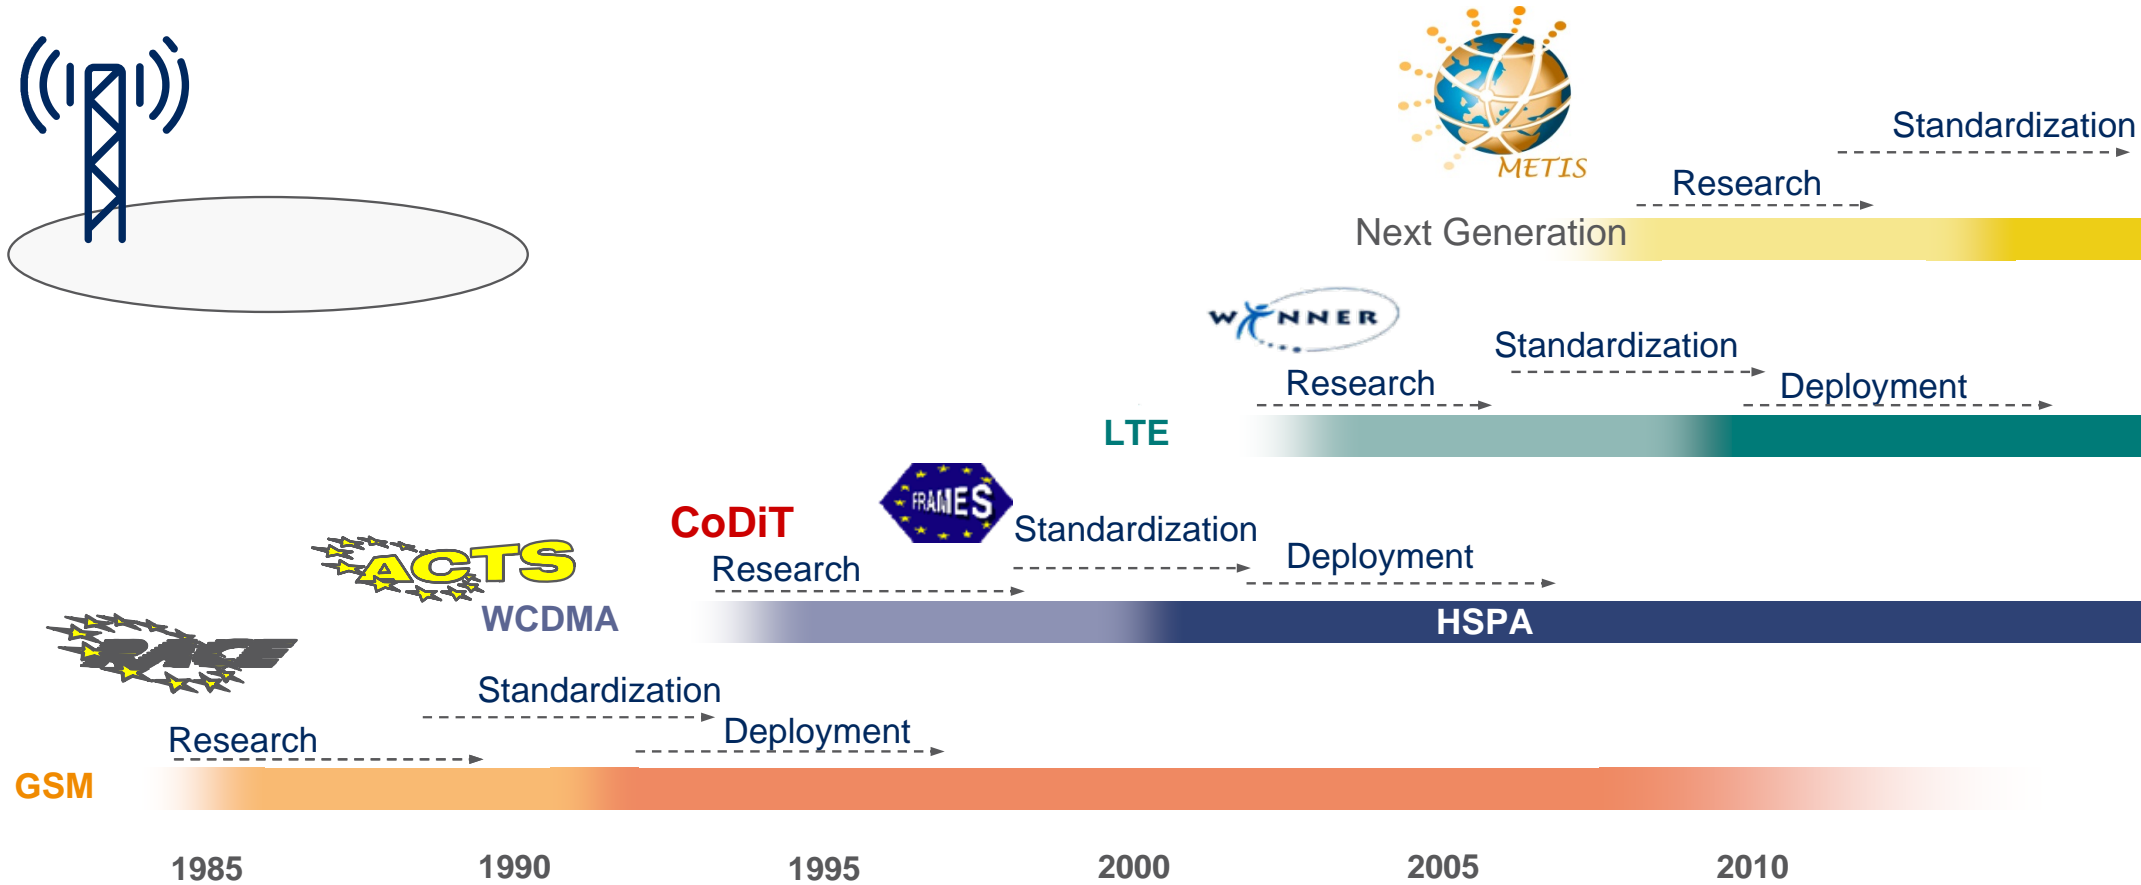 Standardization
METIS
Research
Next Generation
WINNER
Standardization
Research
Deployment
LTE
FRAMES
CoDiT
Standardization
ACTS
Research
Deployment
WCDMA
HSPA
RACE
Standardization
Research
Deployment
GSM
1985
1990
1995
2000
2005
2010